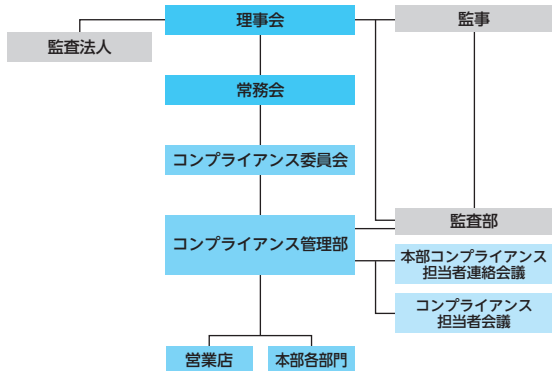 理事会
監事
監査法人
常務会
コンプライアンス委員会
コンプライアンス管理部
監査部
本部コンプライアンス
担当者連絡会議
コンプライアンス
担当者会議
営業店
本部各部門